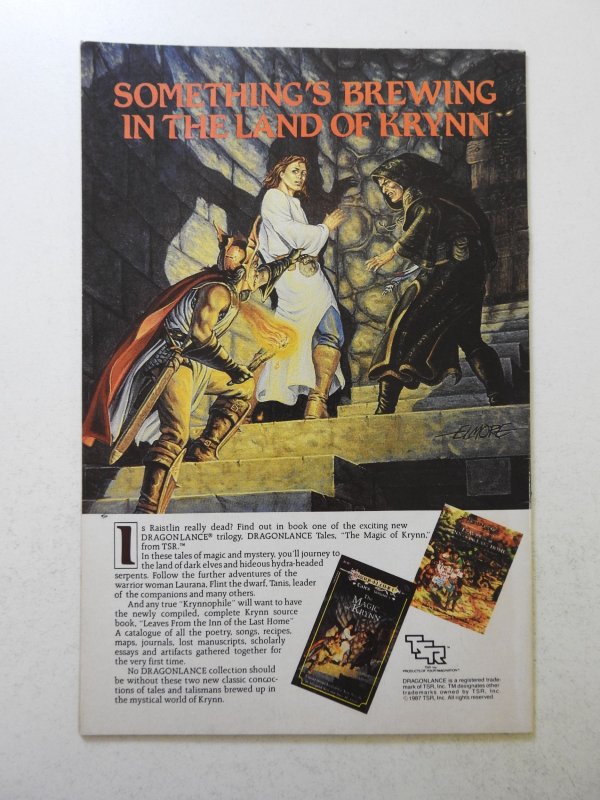 SOMETHING'S BREWING
IN THE LAND OF KRYNN
ELMORE
Is Raistlin really dead? Find out in book one of the exciting new
DRAGONLANCE® trilogy, DRAGONLANCE Tales, "The Magic of Krynn,"
from TSR.™
In these tales of magic and mystery, you'll journey to
the land of dark elves and hideous hydra-headed
serpents. Follow the further adventures of the
warrior woman Laurana, Flint the dwarf, Tanis, leader
of the companions and many others.
And any true "Krynnophile" will want to have
the newly compiled, complete Krynn source
book, "Leaves From the Inn of the Last Home"
A catalogue of all the poetry, songs, recipes,
maps, journals, lost manuscripts, scholarly
essays and artifacts gathered together for
the very first time.
No DRAGONLANCE collection should
be without these two new classic concoc-
tions of tales and talismans brewed up in
the mystical world of Krynn.
Tales
The
MAGIC
of
KRYNN
TSR
PRODUCTS OF YOUR IMAGINATION™
DRAGONLANCE is a registered trade-
mark of TSR, Inc. TM designates other
trademarks owned by TSR, Inc.
©1987 TSR, Inc. All rights reserved.